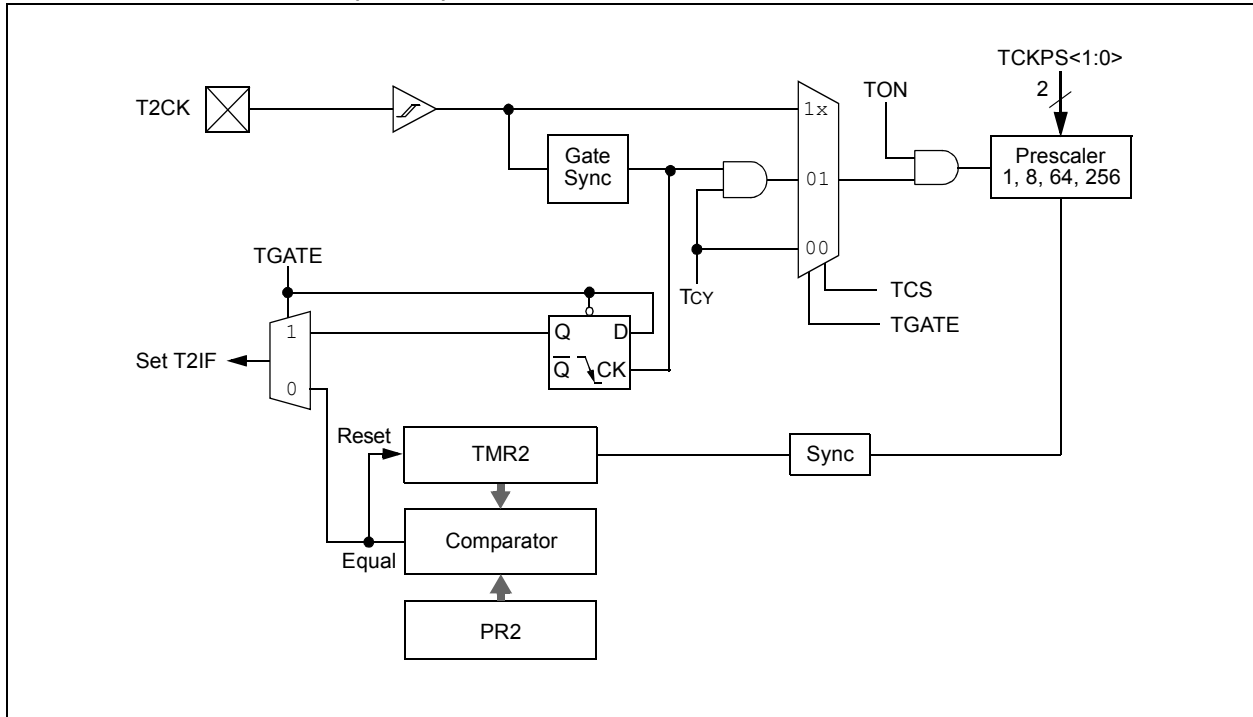 TCKPS<1:0>
2
T2CK
1x
TON
Gate
Sync
01
Prescaler
1, 8, 64, 256
00
TGATE
TCY
TCS
TGATE
1
Q
D
Set T2IF
Q
CK
0
Reset
TMR2
Sync
Equal
Comparator
PR2